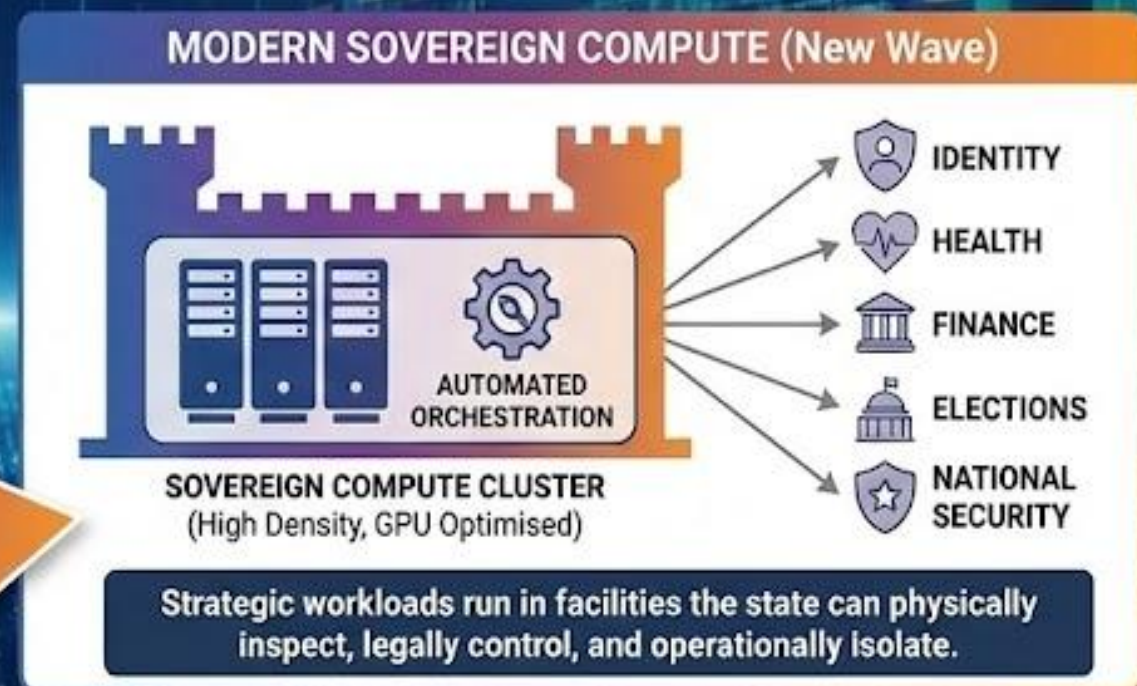 MODERN SOVEREIGN COMPUTE (New Wave)
AUTOMATED
ORCHESTRATION
SOVEREIGN COMPUTE CLUSTER
(High Density, GPU Optimised)
IDENTITY
HEALTH
FINANCE
ELECTIONS
NATIONAL
SECURITY
Strategic workloads run in facilities the state can physically
inspect, legally control, and operationally isolate.